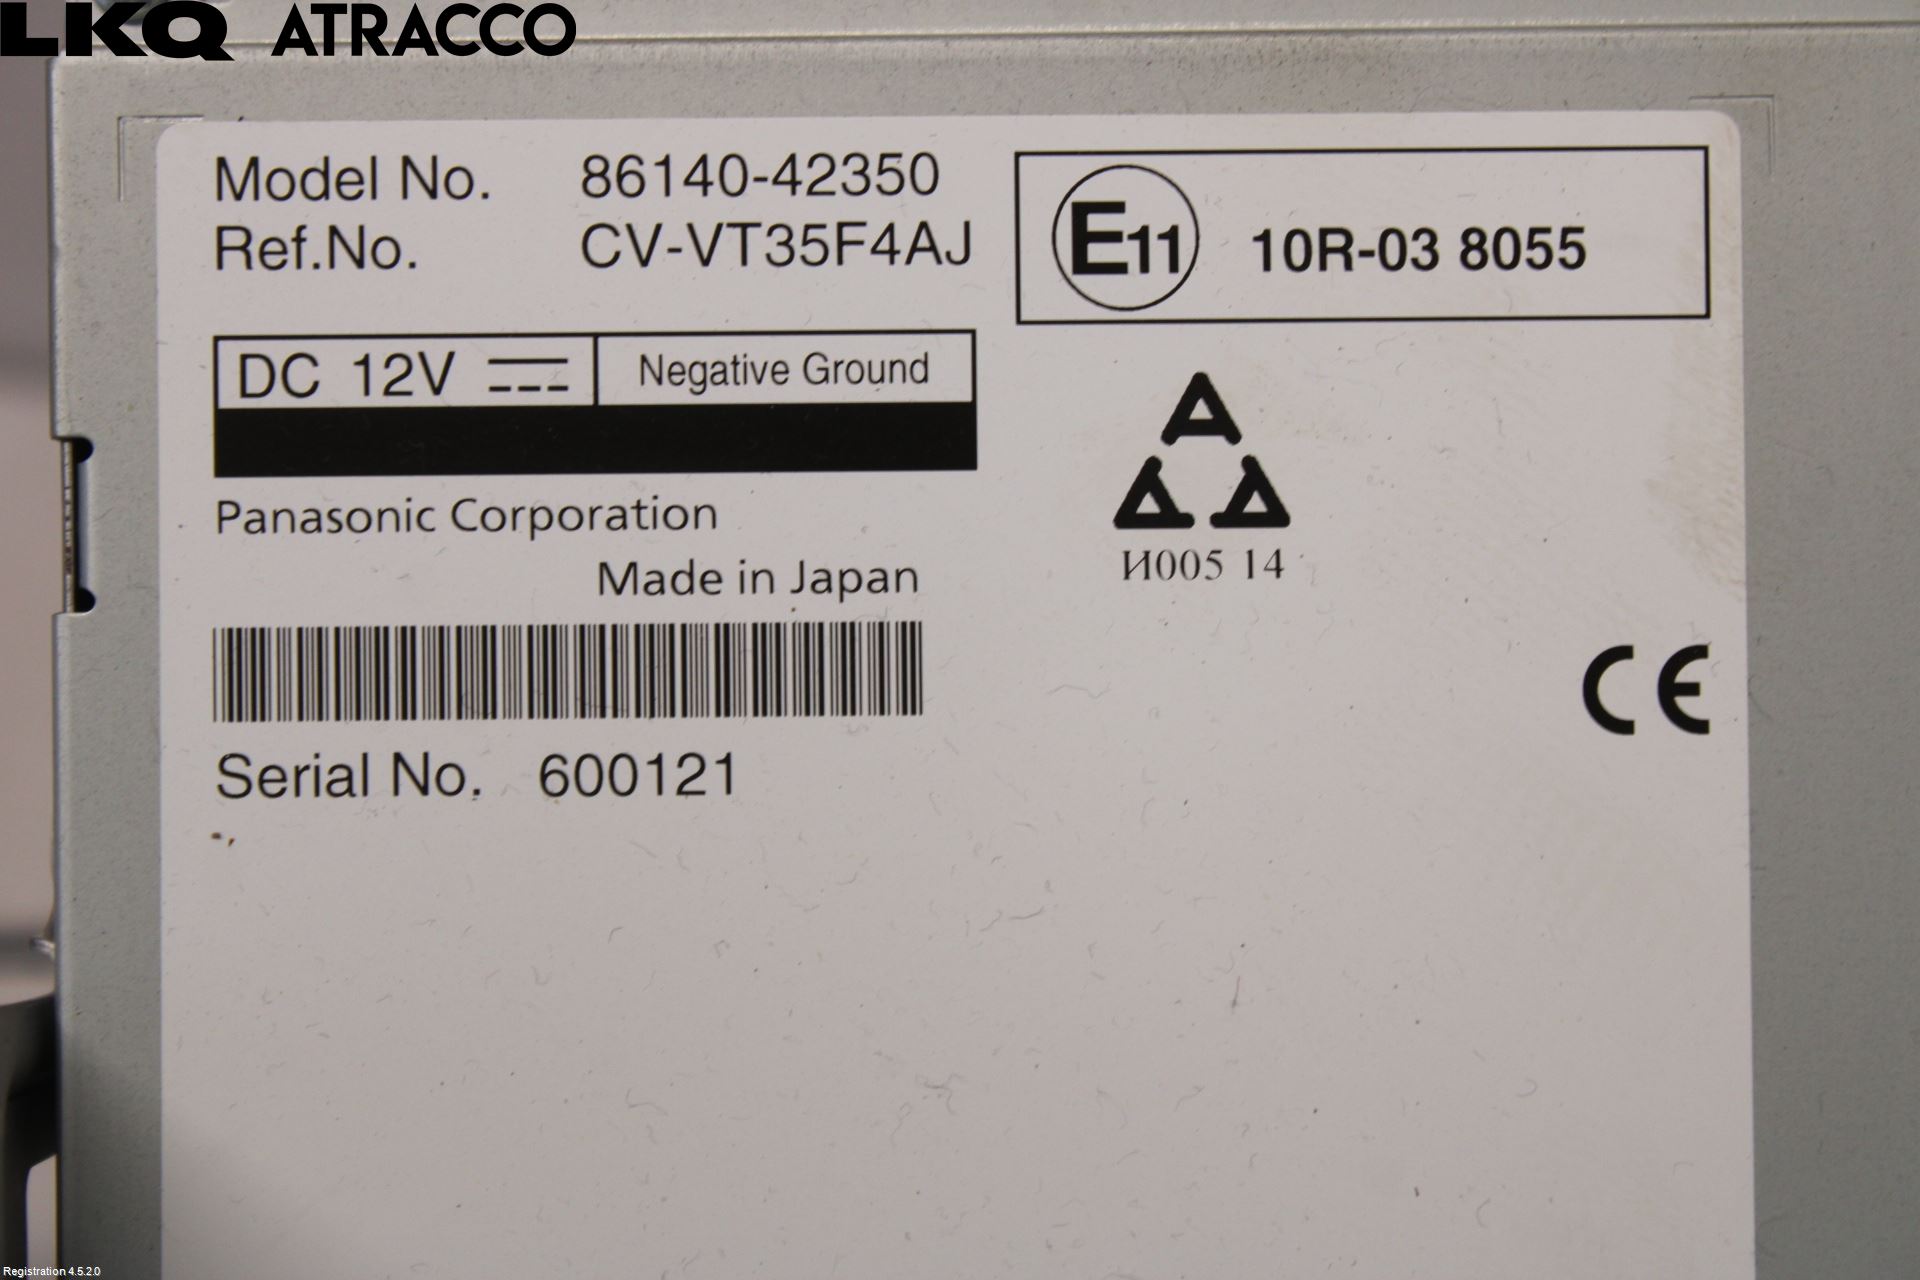 LKQ ATRACCO
Model No. 86140-42350
Ref.No. CV-VT35F4AJ
E11 10R-03 8055
DC 12V Negative Ground
Panasonic Corporation
Made in Japan
И005 14
CE
Serial No. 600121
Registration 4.5.2.0